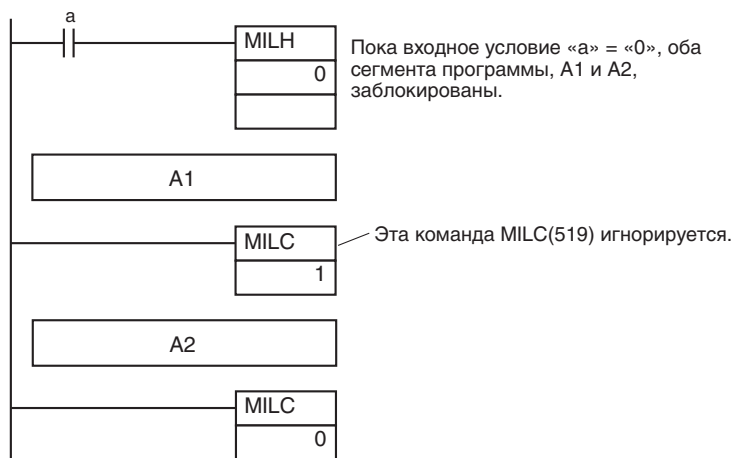 a
MILH
0
Пока входное условие «a» = «0», оба
сегмента программы, A1 и A2,
заблокированы.
A1
MILC
1
Эта команда MILC(519) игнорируется.
A2
MILC
0